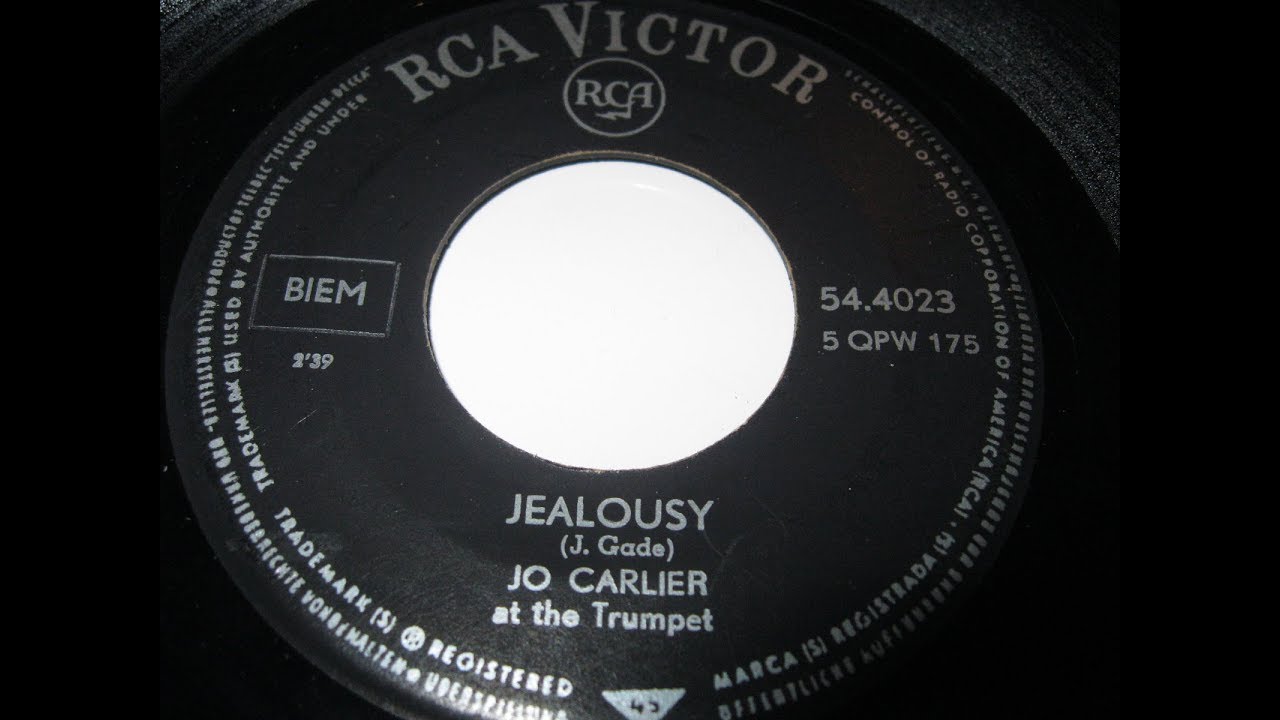 RCA VICTOR
RCA
BIEM
2'39
54.4023
5 QPW 175
JEALOUSY
(J. Gade)
JO CARLIER
at the Trumpet
45
TRADEMARK (S) USED BY AUTHORITY AND UNDER
CONTROL OF RADIO CORPORATION OF AMERICA (RCA) ·
TRADEMARK (S) ® REGISTERED
MARCA (S) REGISTRADA (S)